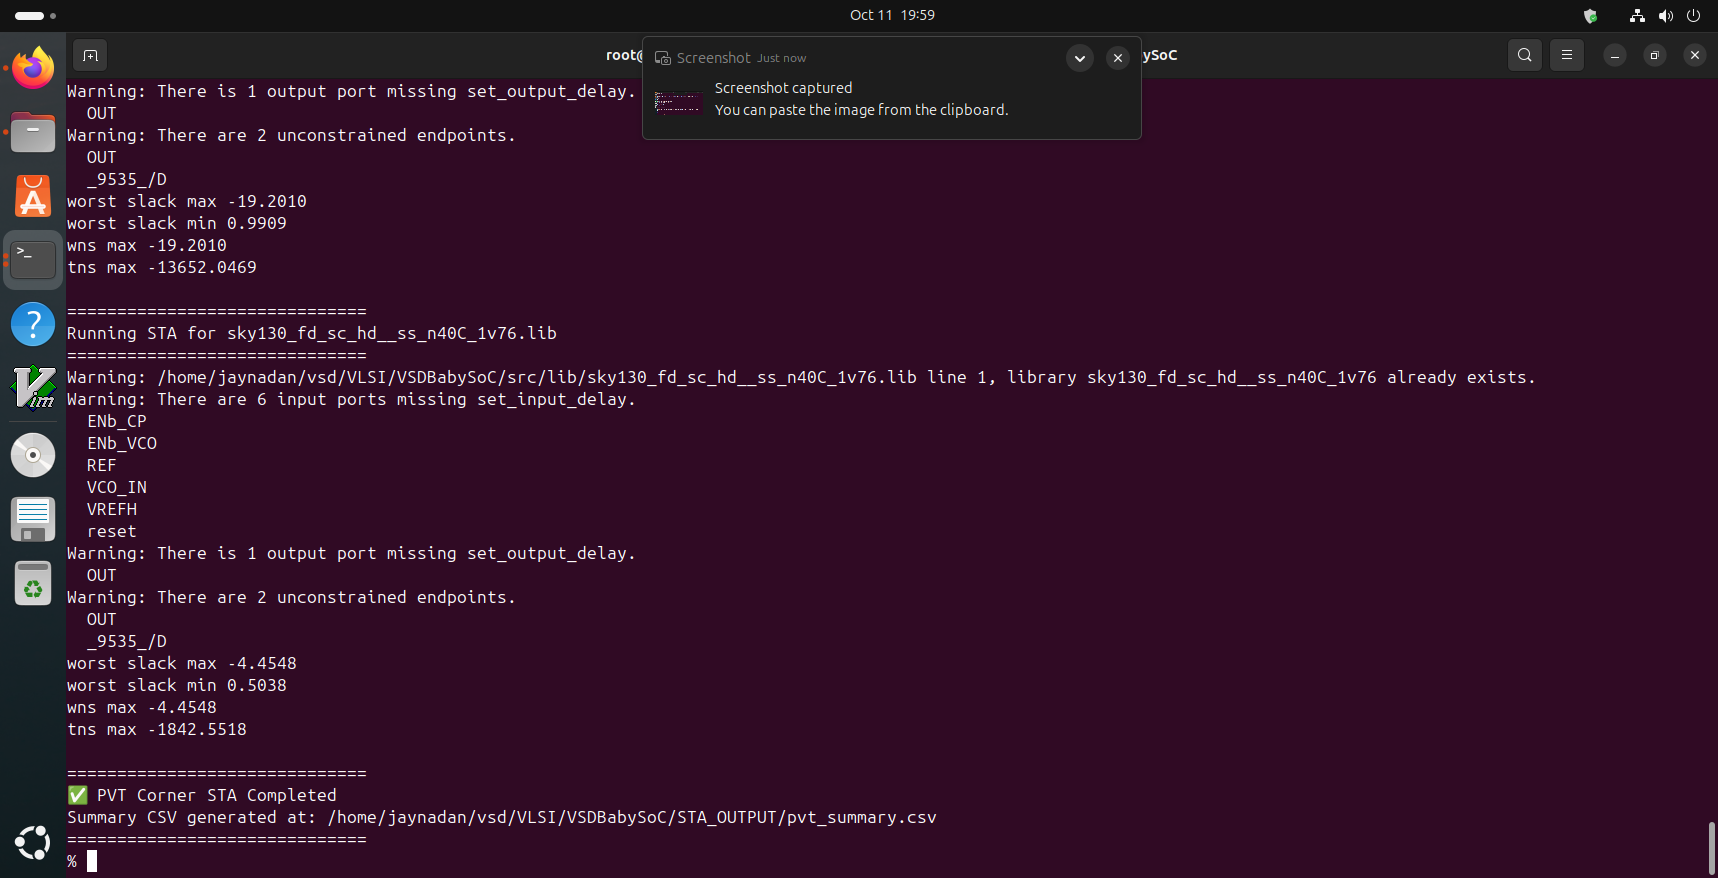 Oct 11 19:59
root@
ySoC
Screenshot Just now
Screenshot captured
You can paste the image from the clipboard.
Warning: There is 1 output port missing set_output_delay.
OUT
Warning: There are 2 unconstrained endpoints.
OUT
_9535_/D
worst slack max -19.2010
worst slack min 0.9909
wns max -19.2010
tns max -13652.0469
==============================
Running STA for sky130_fd_sc_hd__ss_n40C_1v76.lib
==============================
Warning: /home/jaynadan/vsd/VLSI/VSDBabySoC/src/lib/sky130_fd_sc_hd__ss_n40C_1v76.lib line 1, library sky130_fd_sc_hd__ss_n40C_1v76 already exists.
Warning: There are 6 input ports missing set_input_delay.
ENb_CP
ENb_VCO
REF
VCO_IN
VREFH
reset
Warning: There is 1 output port missing set_output_delay.
OUT
Warning: There are 2 unconstrained endpoints.
OUT
_9535_/D
worst slack max -4.4548
worst slack min 0.5038
wns max -4.4548
tns max -1842.5518
==============================
✅ PVT Corner STA Completed
Summary CSV generated at: /home/jaynadan/vsd/VLSI/VSDBabySoC/STA_OUTPUT/pvt_summary.csv
==============================
%